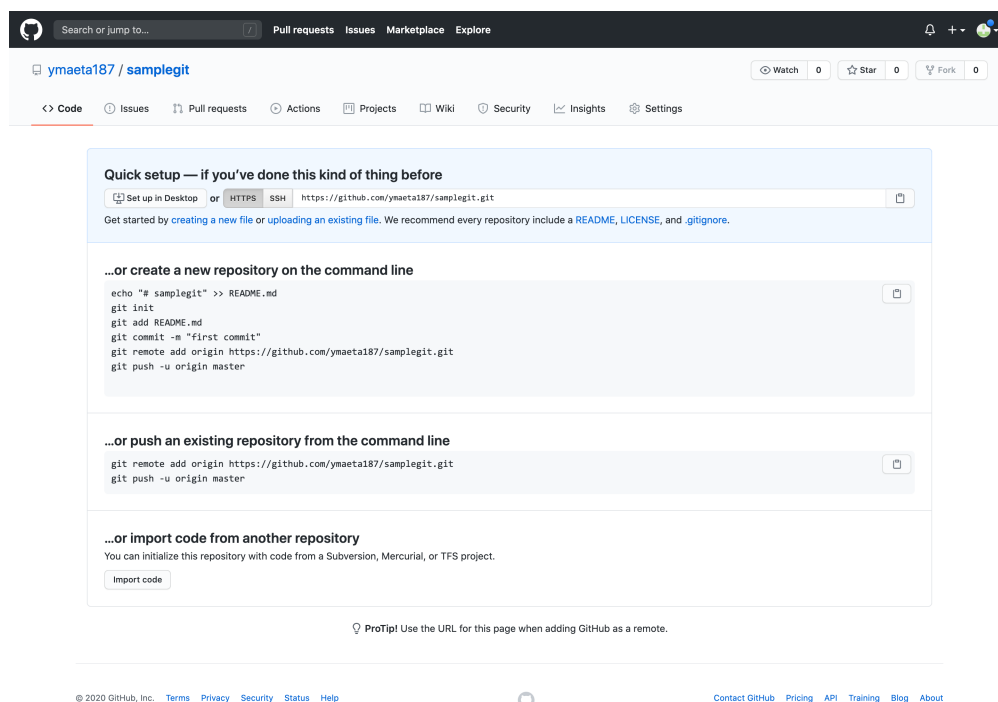 Search or jump to... / Pull requests Issues Marketplace Explore
ymaeta187 / samplegit Watch 0 Star 0 Fork 0
<> Code Issues Pull requests Actions Projects Wiki Security Insights Settings
Quick setup — if you've done this kind of thing before
Set up in Desktop or HTTPS SSH https://github.com/ymaeta187/samplegit.git
Get started by creating a new file or uploading an existing file. We recommend every repository include a README, LICENSE, and .gitignore.
...or create a new repository on the command line
echo "# samplegit" >> README.md
git init
git add README.md
git commit -m "first commit"
git remote add origin https://github.com/ymaeta187/samplegit.git
git push -u origin master
...or push an existing repository from the command line
git remote add origin https://github.com/ymaeta187/samplegit.git
git push -u origin master
...or import code from another repository
You can initialize this repository with code from a Subversion, Mercurial, or TFS project.
Import code
ProTip! Use the URL for this page when adding GitHub as a remote.
© 2020 GitHub, Inc. Terms Privacy Security Status Help Contact GitHub Pricing API Training Blog About